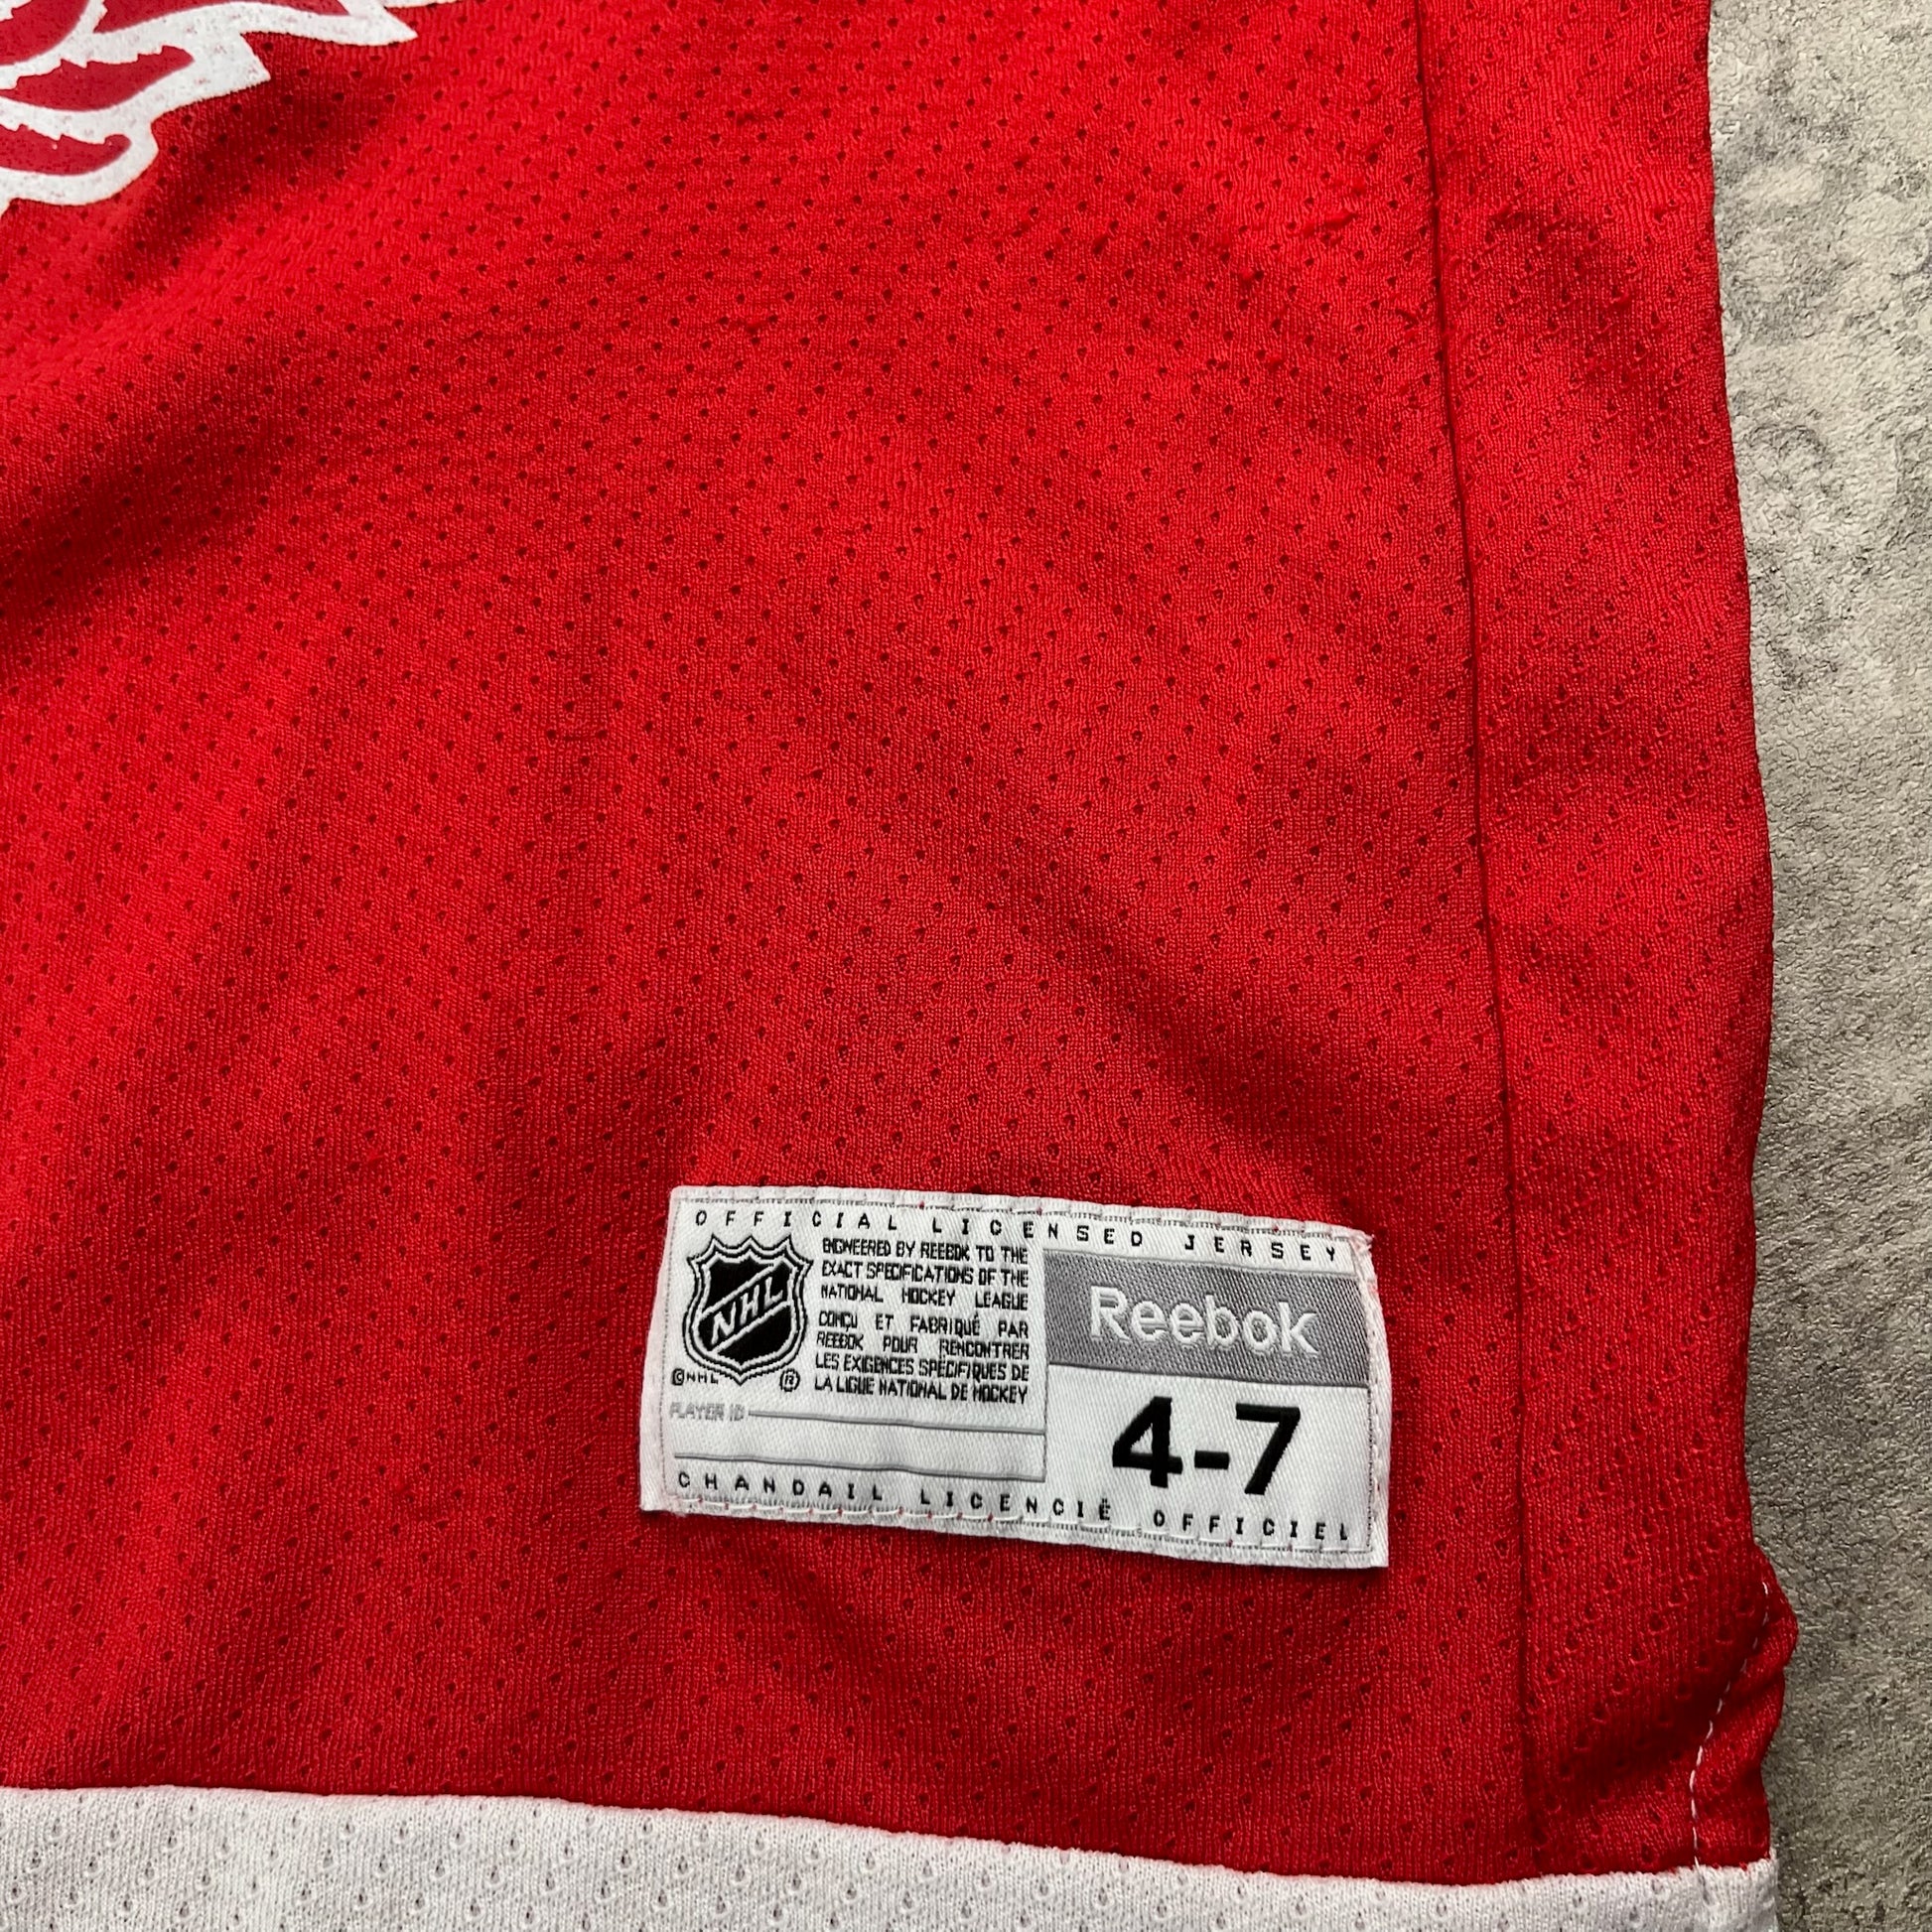 OFFICIAL LICENSED JERSEY
NHL
ENGINEERED BY REEBOK TO THE
EXACT SPECIFICATIONS OF THE
NATIONAL HOCKEY LEAGUE
CONÇU ET FABRIQUÉ PAR
REEBOK POUR RENCONTRER
LES EXIGENCES SPÉCIFIQUES DE
LA LIGUE NATIONAL DE HOCKEY
©NHL ®
PLAYER ID
Reebok
4-7
CHANDAIL LICENCIÉ OFFICIEL